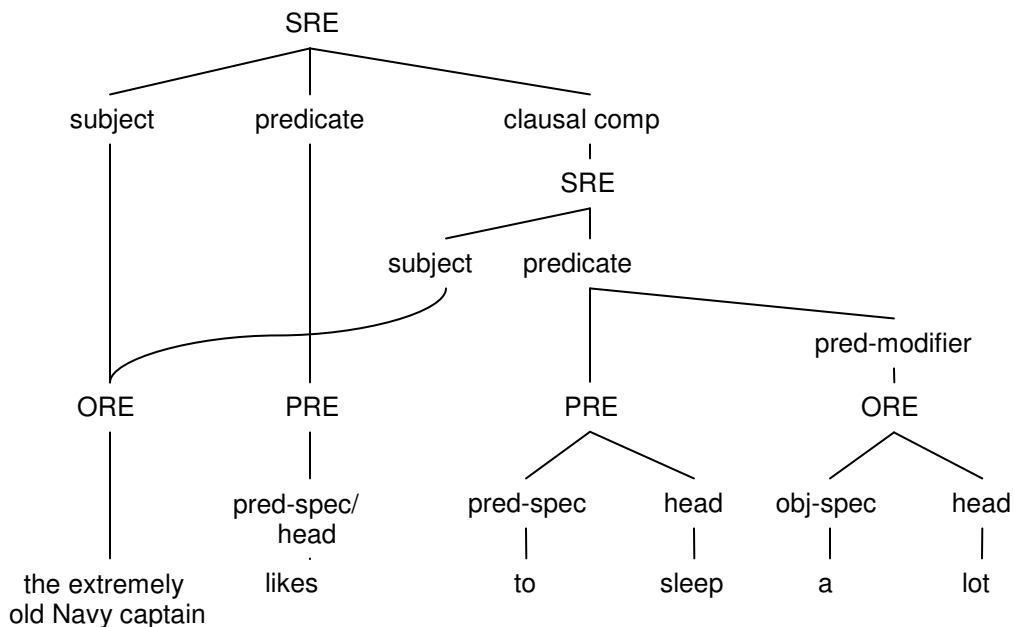 SRE
subject predicate clausal comp
SRE
subject predicate
pred-modifier
ORE PRE PRE ORE
pred-spec/
head
pred-spec head obj-spec head
the extremely
old Navy captain
likes to sleep a lot